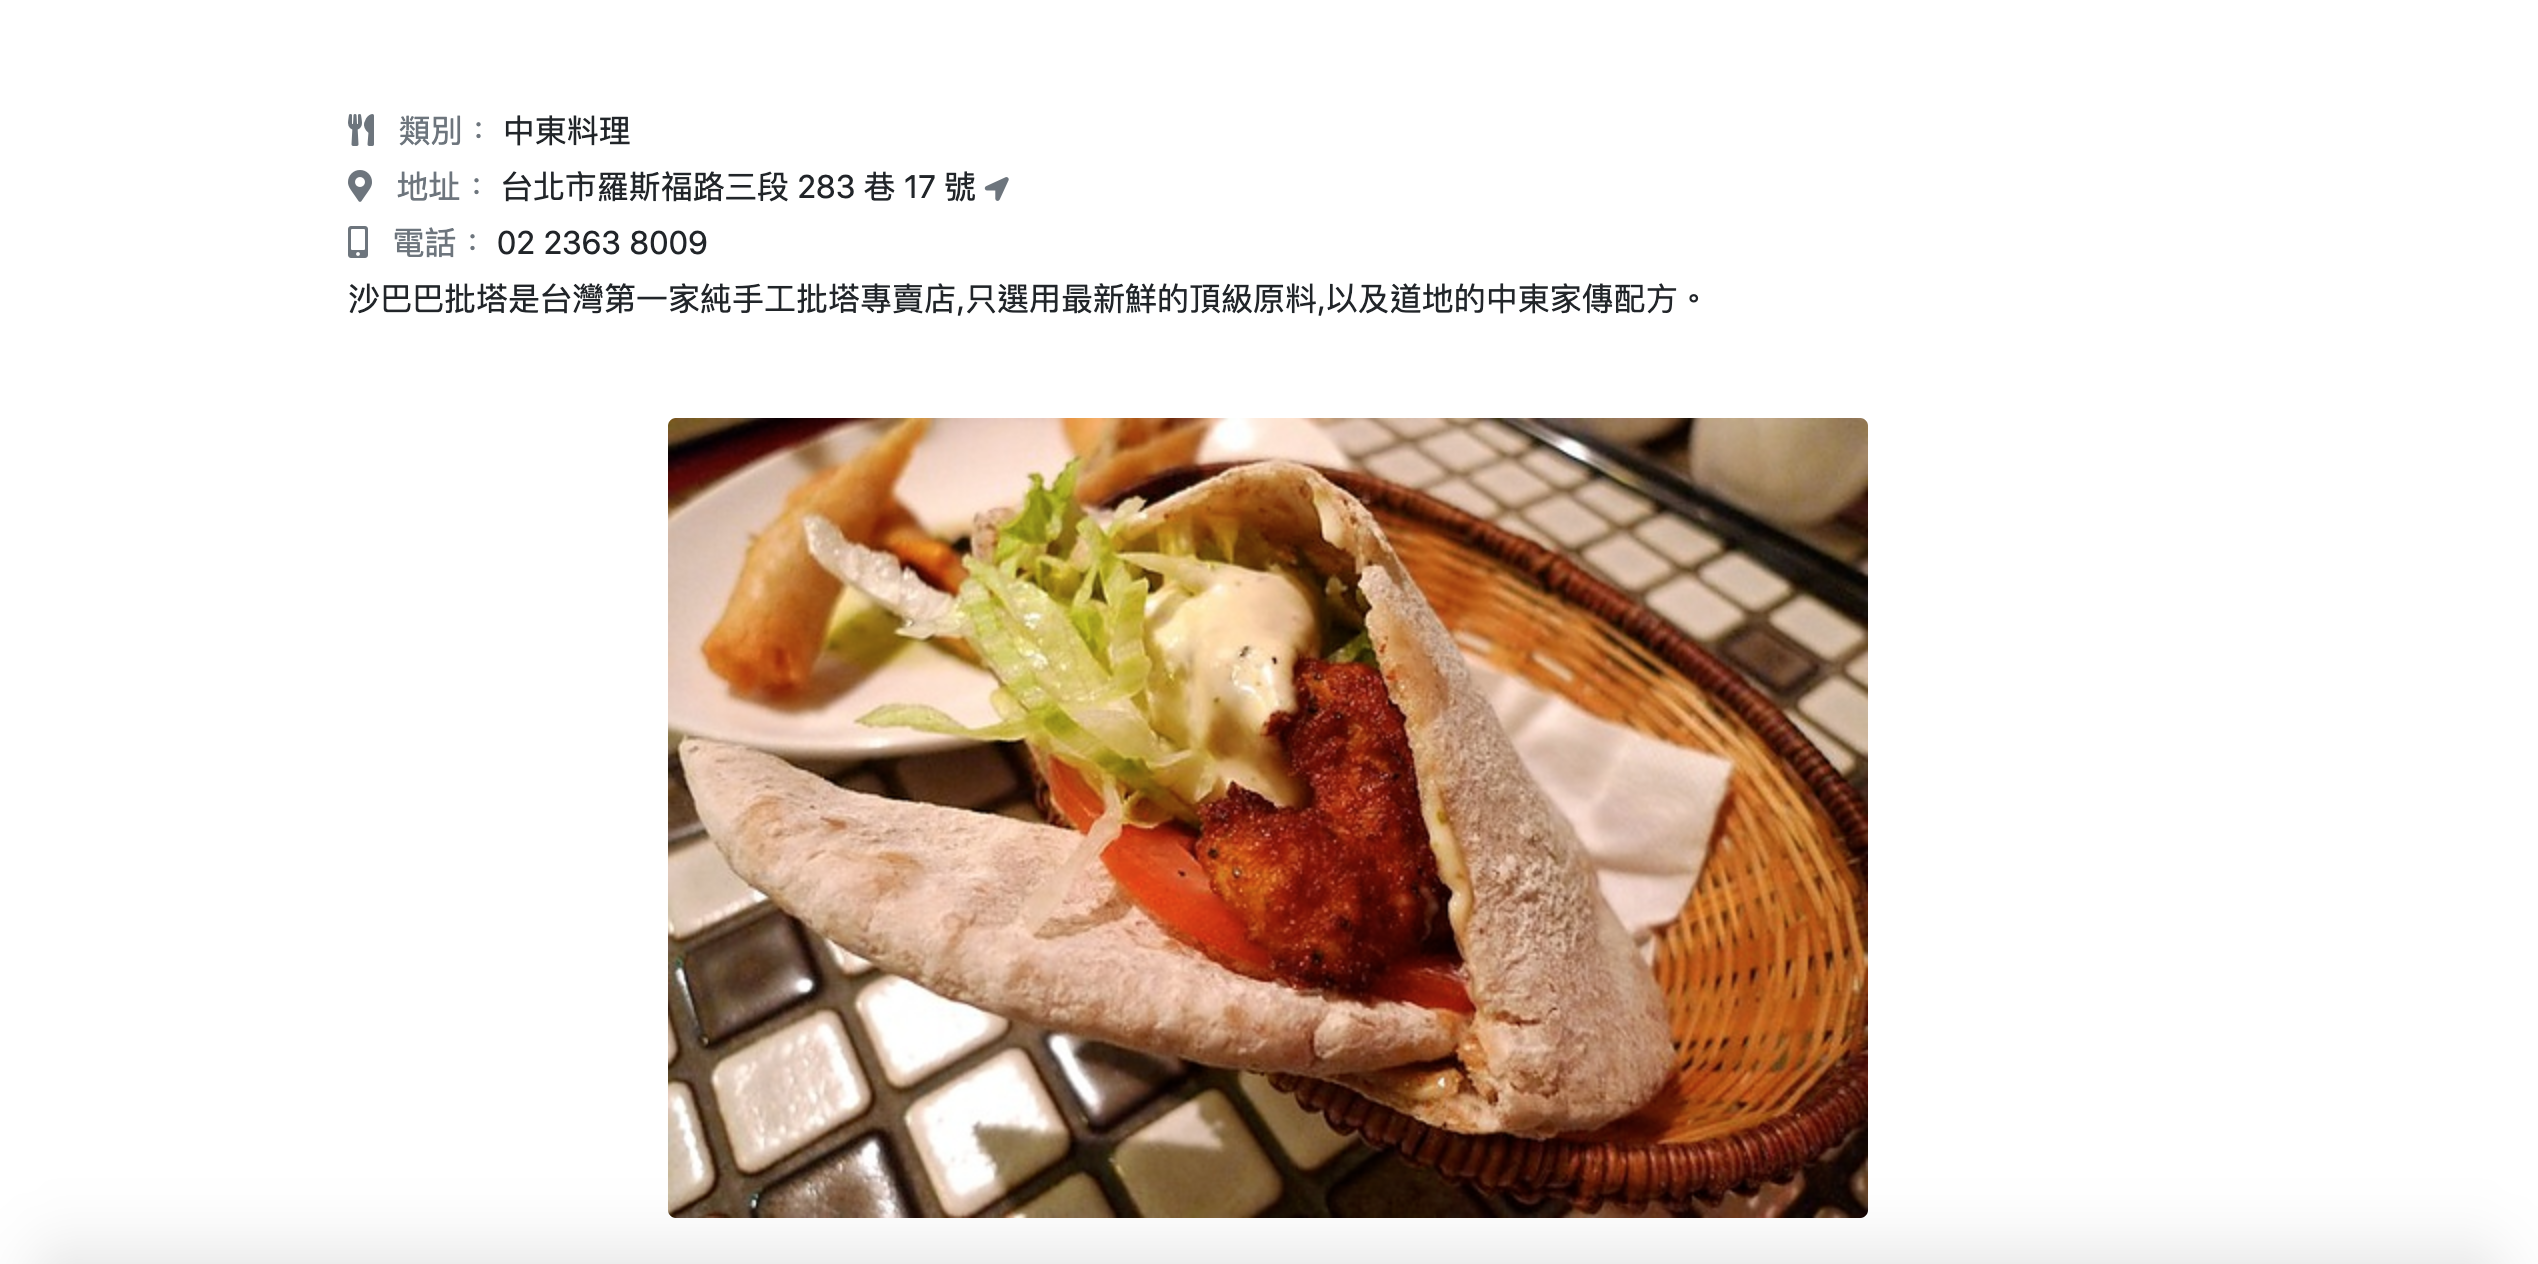 類別： 中東料理
地址： 台北市羅斯福路三段 283 巷 17 號
電話： 02 2363 8009
沙巴巴批塔是台灣第一家純手工批塔專賣店,只選用最新鮮的頂級原料,以及道地的中東家傳配方。